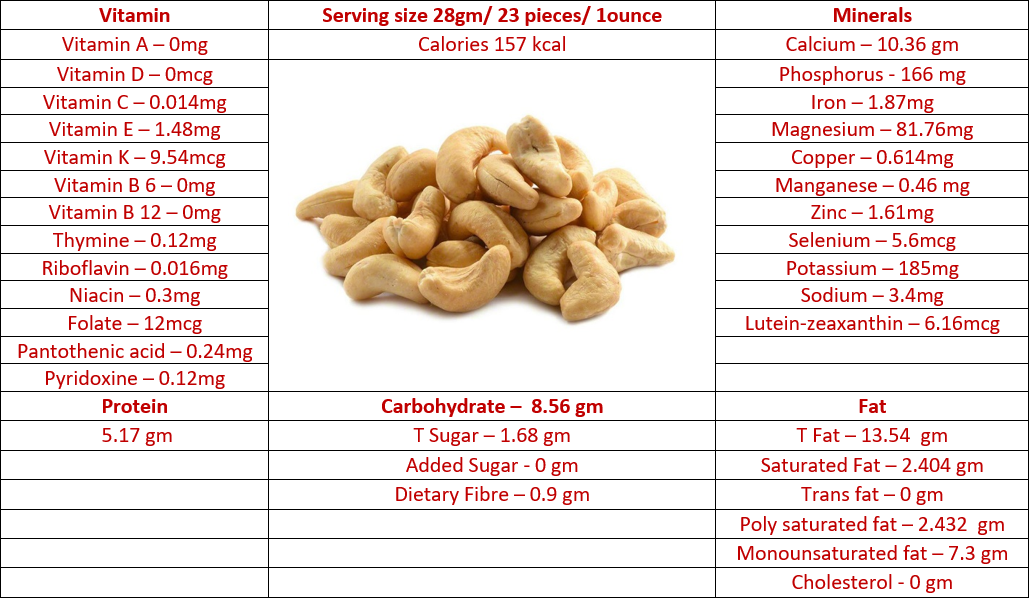 Vitamin
Serving size 28gm/ 23 pieces/ 1ounce
Minerals
Vitamin A – 0mg
Calories 157 kcal
Calcium – 10.36 gm
Vitamin D – 0mcg
Phosphorus - 166 mg
Vitamin C – 0.014mg
Iron – 1.87mg
Vitamin E – 1.48mg
Magnesium – 81.76mg
Vitamin K – 9.54mcg
Copper – 0.614mg
Vitamin B 6 – 0mg
Manganese – 0.46 mg
Vitamin B 12 – 0mg
Zinc – 1.61mg
Thymine – 0.12mg
Selenium – 5.6mcg
Riboflavin – 0.016mg
Potassium – 185mg
Niacin – 0.3mg
Sodium – 3.4mg
Folate – 12mcg
Lutein-zeaxanthin – 6.16mcg
Pantothenic acid – 0.24mg
Pyridoxine – 0.12mg
Protein
Carbohydrate – 8.56 gm
Fat
5.17 gm
T Sugar – 1.68 gm
T Fat – 13.54 gm
Added Sugar - 0 gm
Saturated Fat – 2.404 gm
Dietary Fibre – 0.9 gm
Trans fat – 0 gm
Poly saturated fat – 2.432 gm
Monounsaturated fat – 7.3 gm
Cholesterol - 0 gm